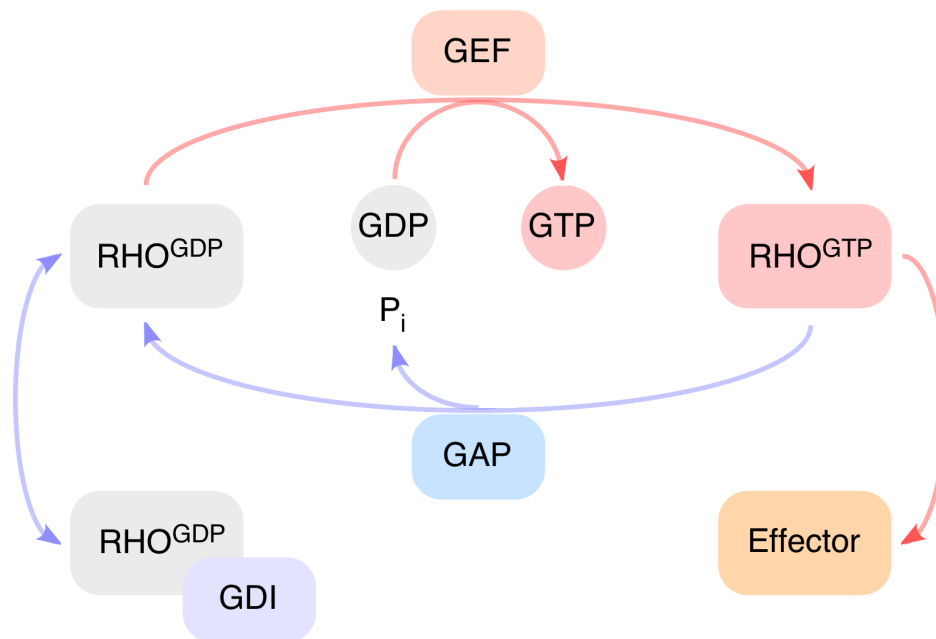 GEF
GDP
GTP
RHO^GDP
RHO^GTP
P_i
GAP
RHO^GDP
Effector
GDI